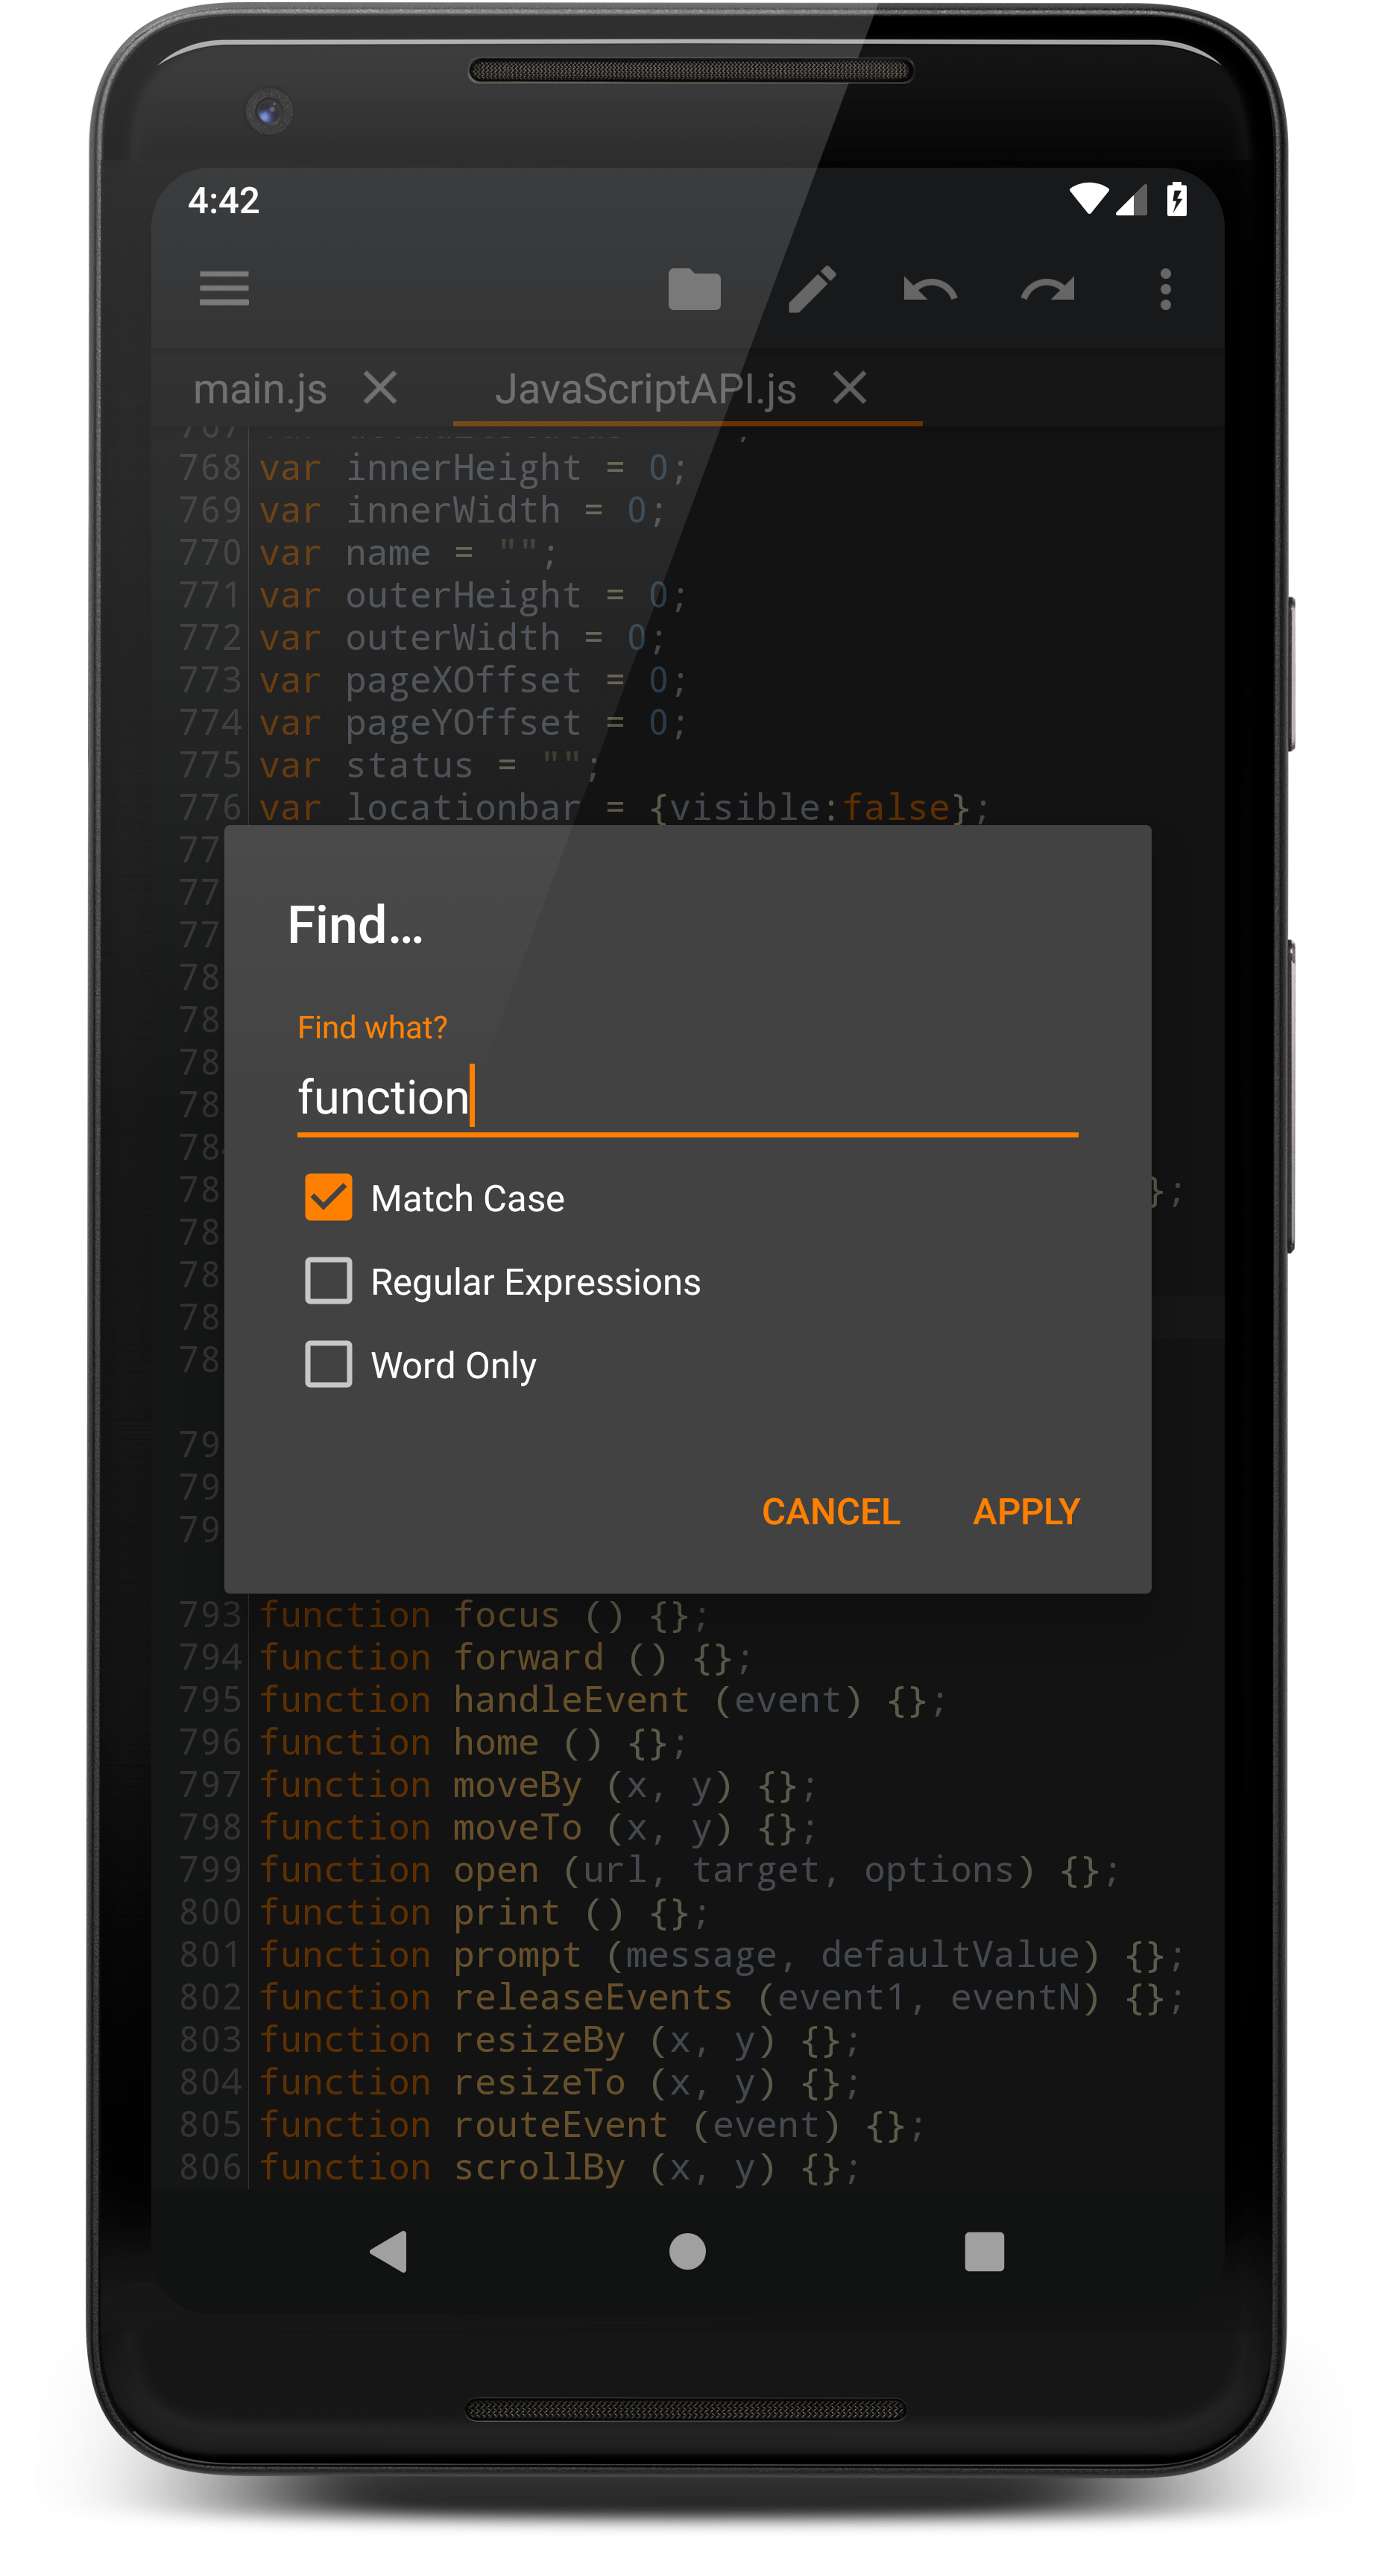 4:42
main.js JavaScriptAPI.js
767
768 var innerHeight = 0;
769 var innerWidth = 0;
770 var name = "";
771 var outerHeight = 0;
772 var outerWidth = 0;
773 var pageXOffset = 0;
774 var pageYOffset = 0;
775 var status = "";
776 var locationbar = {visible:false};
77
77
77
78
78
78
78
78
78 };
78
78
78
78
79
79
79
Find...
Find what?
function
Match Case
Regular Expressions
Word Only
CANCEL APPLY
793 function focus () {};
794 function forward () {};
795 function handleEvent (event) {};
796 function home () {};
797 function moveBy (x, y) {};
798 function moveTo (x, y) {};
799 function open (url, target, options) {};
800 function print () {};
801 function prompt (message, defaultValue) {};
802 function releaseEvents (event1, eventN) {};
803 function resizeBy (x, y) {};
804 function resizeTo (x, y) {};
805 function routeEvent (event) {};
806 function scrollBy (x, y) {};